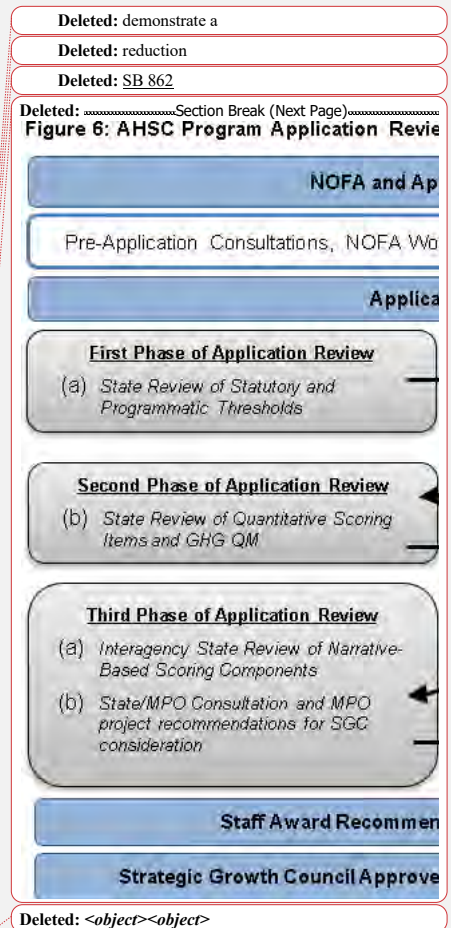 Deleted: demonstrate a
Deleted: reduction
Deleted: SB 862
Deleted: Section Break (Next Page)
Figure 6: AHSC Program Application Revie
NOFA and Ap
Pre-Application Consultations, NOFA Wo
Applica
First Phase of Application Review
(a) State Review of Statutory and
Programmatic Thresholds
Second Phase of Application Review
(b) State Review of Quantitative Scoring
Items and GHG QM
Third Phase of Application Review
(a) Interagency State Review of Narrative-
Based Scoring Components
(b) State/MPO Consultation and MPO
project recommendations for SGC
consideration
Staff Award Recommen
Strategic Growth Council Approve
Deleted: <object><object>